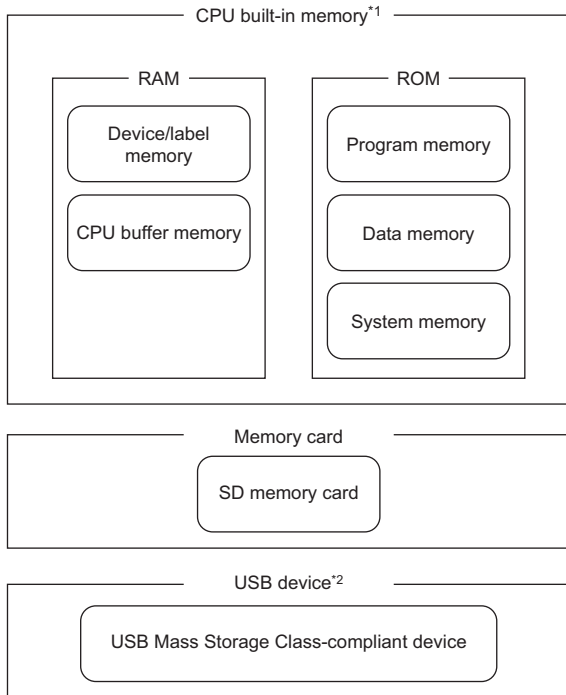 CPU built-in memory*1
RAM
ROM
Device/label
memory
Program memory
CPU buffer memory
Data memory
System memory
Memory card
SD memory card
USB device*2
USB Mass Storage Class-compliant device